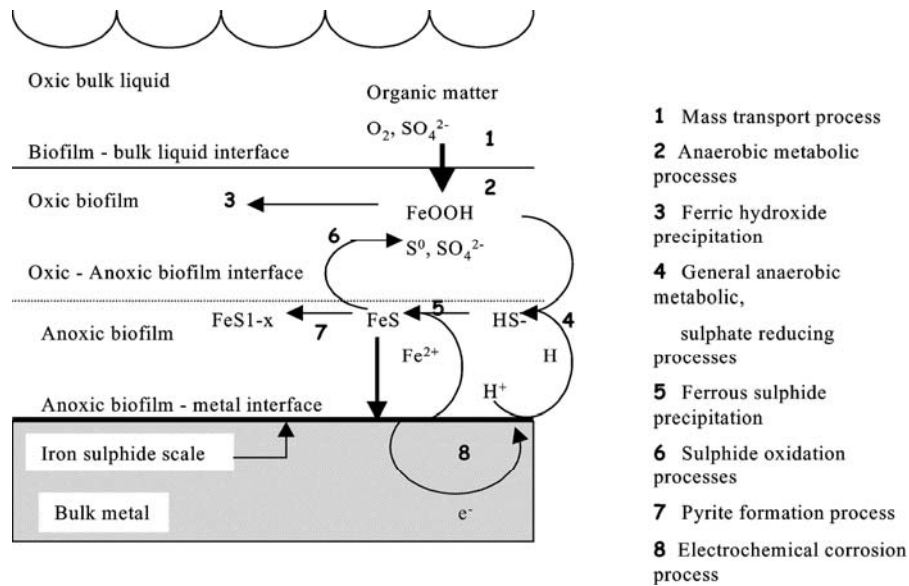 Oxic bulk liquid
Organic matter
O₂, SO₄²⁻
1
Biofilm - bulk liquid interface
2
Oxic biofilm
3
FeOOH
6
S⁰, SO₄²⁻
Oxic - Anoxic biofilm interface
FeS1-x
7
FeS
5
HS-
4
Anoxic biofilm
Fe²⁺
H
H⁺
Anoxic biofilm - metal interface
Iron sulphide scale
8
Bulk metal
e⁻
1 Mass transport process
2 Anaerobic metabolic
processes
3 Ferric hydroxide
precipitation
4 General anaerobic
metabolic,
sulphate reducing
processes
5 Ferrous sulphide
precipitation
6 Sulphide oxidation
processes
7 Pyrite formation process
8 Electrochemical corrosion
process